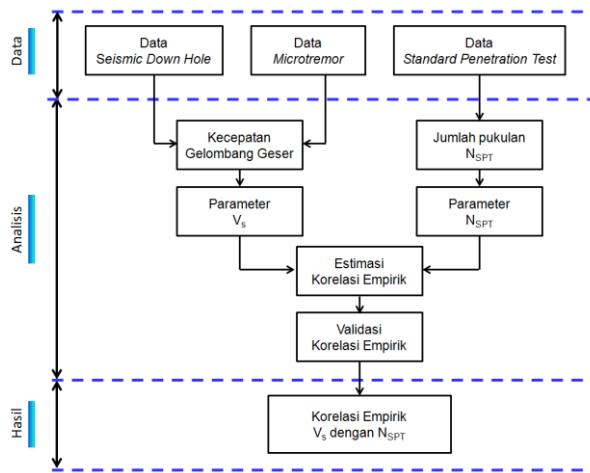 Data
Data
Seismic Down Hole
Data
Microtremor
Data
Standard Penetration Test
Analisis
Kecepatan
Gelombang Geser
Jumlah pukulan
NSPT
Parameter
Vs
Parameter
NSPT
Estimasi
Korelasi Empirik
Validasi
Korelasi Empirik
Hasil
Korelasi Empirik
Vs dengan NSPT